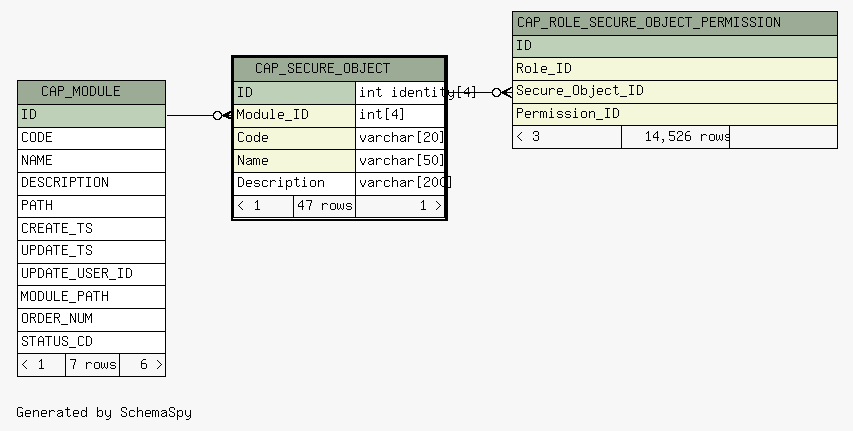 CAP_MODULE
ID
CODE
NAME
DESCRIPTION
PATH
CREATE_TS
UPDATE_TS
UPDATE_USER_ID
MODULE_PATH
ORDER_NUM
STATUS_CD
< 1 7 rows 6 >
CAP_SECURE_OBJECT
ID int identity[4]
Module_ID int[4]
Code varchar[20]
Name varchar[50]
Description varchar[200]
< 1 47 rows 1 >
CAP_ROLE_SECURE_OBJECT_PERMISSION
ID
Role_ID
Secure_Object_ID
Permission_ID
< 3 14,526 rows
Generated by SchemaSpy